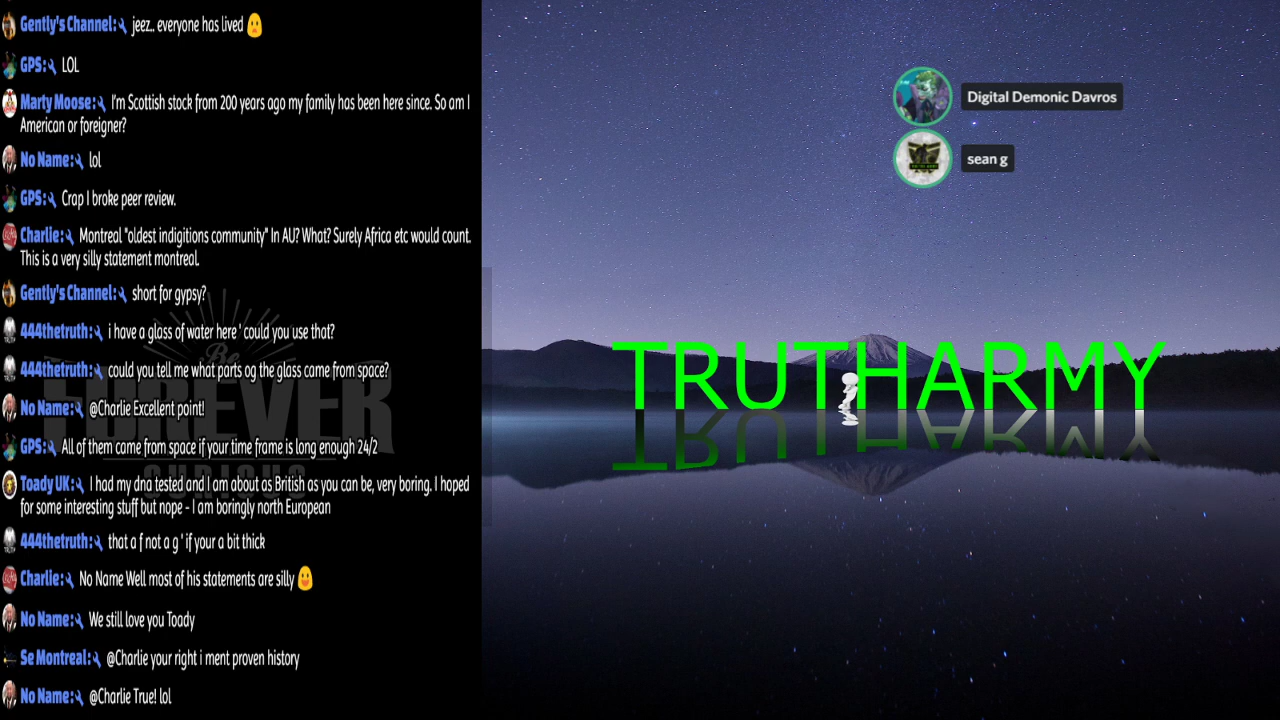 Gently's Channel: jeez.. everyone has lived
GPS: LOL
Marty Moose: I'm Scottish stock from 200 years ago my family has been here since. So am I
American or foreigner?
No Name: lol
GPS: Crap I broke peer review.
Charlie: Montreal "oldest indigitions community" In AU? What? Surely Africa etc would count.
This is a very silly statement montreal.
Gently's Channel: short for gypsy?
444thetruth: i have a glass of water here ' could you use that?
444thetruth: could you tell me what parts og the glass came from space?
No Name: @Charlie Excellent point!
GPS: All of them came from space if your time frame is long enough 24/2
Toady UK: I had my dna tested and I am about as British as you can be, very boring. I hoped
for some interesting stuff but nope - I am boringly north European
444thetruth: that a f not a g ' if your a bit thick
Charlie: No Name Well most of his statements are silly
No Name: We still love you Toady
Se Montreal: @Charlie your right i ment proven history
No Name: @Charlie True! lol
Be
FOREVER
CURIOUS
Digital Demonic Davros
sean g
TRUTHARMY